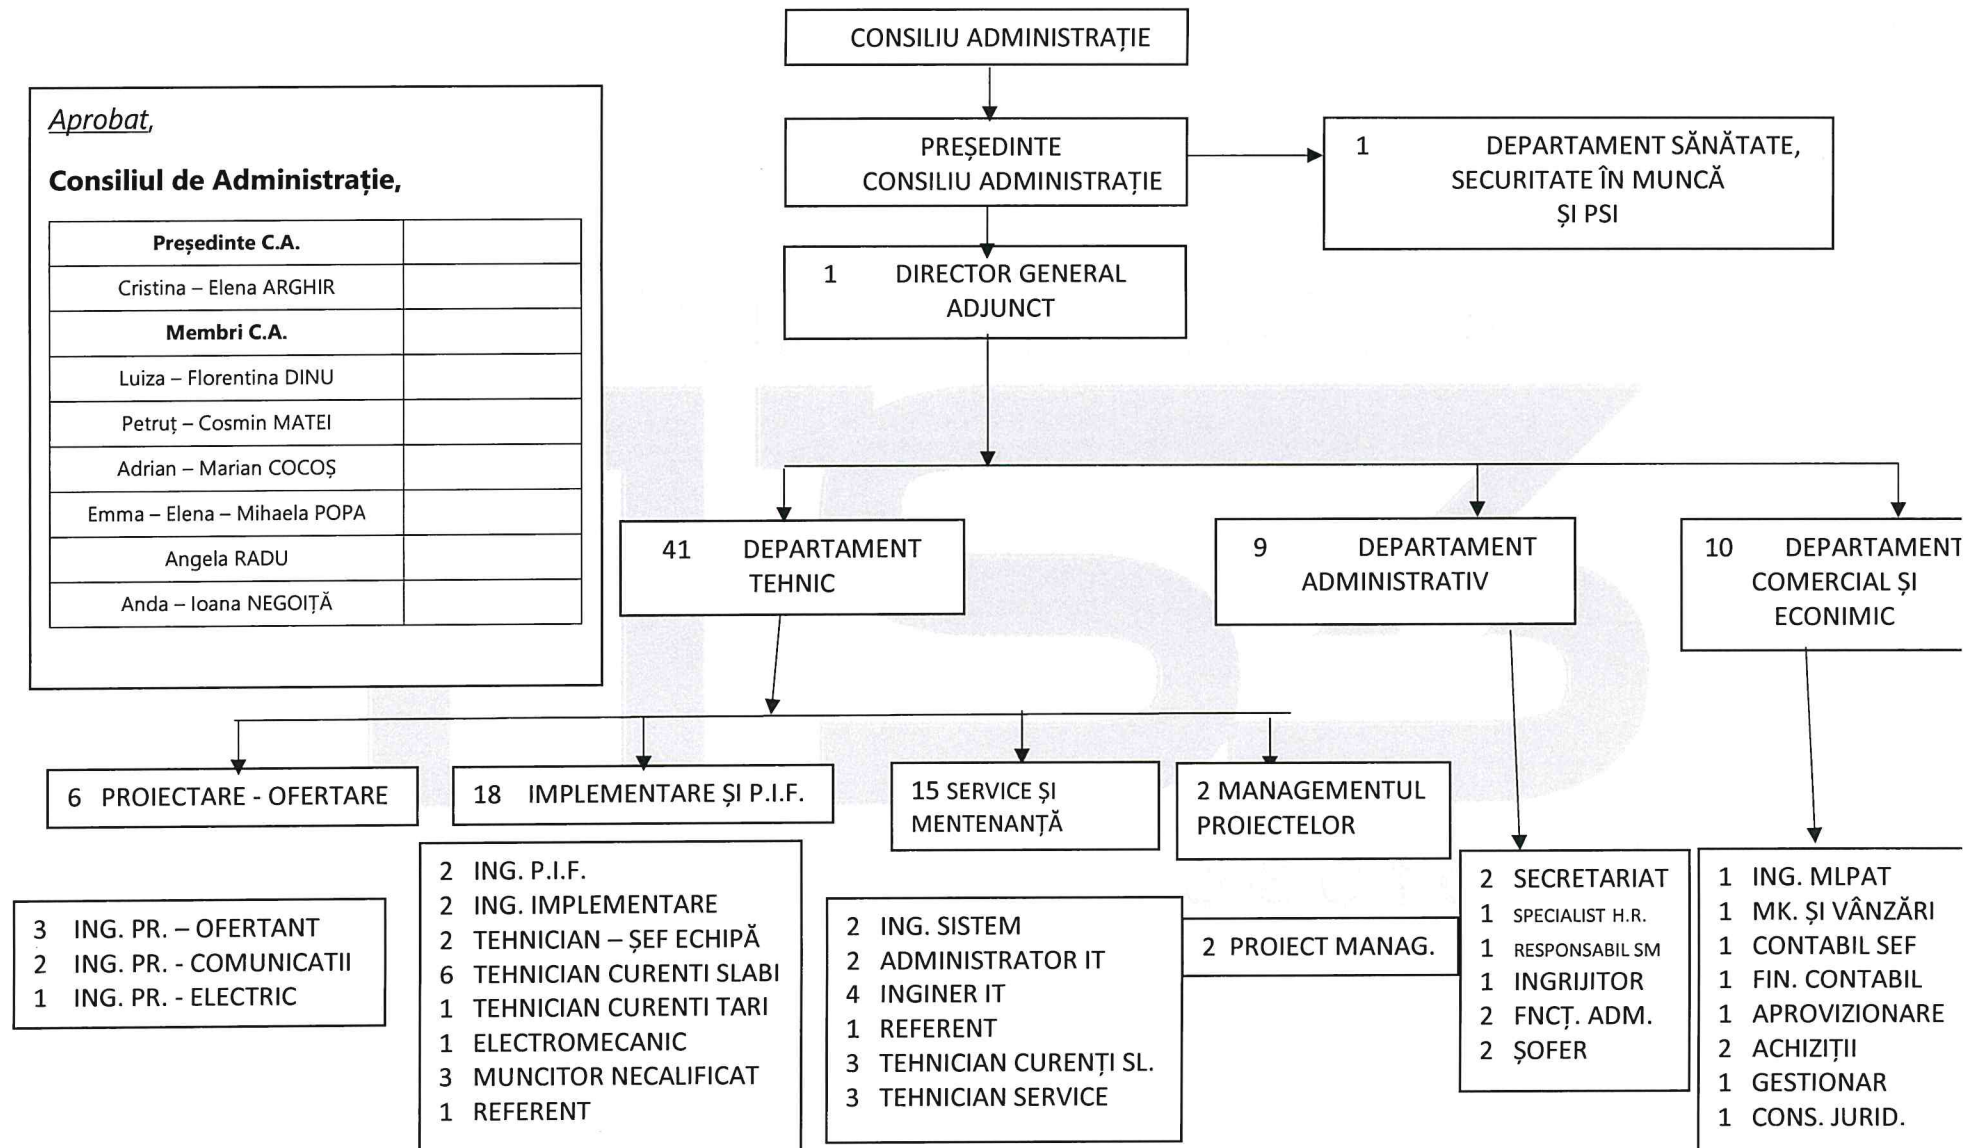 CONSILIU ADMINISTRAȚIE
Aprobat,
Consiliul de Administrație,
Președinte C.A.
Cristina – Elena ARGHIR
Membri C.A.
Luiza – Florentina DINU
Petruț – Cosmin MATEI
Adrian – Marian COCOȘ
Emma – Elena – Mihaela POPA
Angela RADU
Anda – Ioana NEGOIȚĂ
PREȘEDINTE
CONSILIU ADMINISTRAȚIE
1 DEPARTAMENT SĂNĂTATE,
SECURITATE ÎN MUNCĂ
ȘI PSI
1 DIRECTOR GENERAL
ADJUNCT
41 DEPARTAMENT
TEHNIC
9 DEPARTAMENT
ADMINISTRATIV
10 DEPARTAMENT
COMERCIAL ȘI
ECONIMIC
6 PROIECTARE - OFERTARE
18 IMPLEMENTARE ȘI P.I.F.
15 SERVICE ȘI
MENTENANȚĂ
2 MANAGEMENTUL
PROIECTELOR
3 ING. PR. – OFERTANT
2 ING. PR. - COMUNICATII
1 ING. PR. - ELECTRIC
2 ING. P.I.F.
2 ING. IMPLEMENTARE
2 TEHNICIAN – ȘEF ECHIPĂ
6 TEHNICIAN CURENTI SLABI
1 TEHNICIAN CURENTI TARI
1 ELECTROMECANIC
3 MUNCITOR NECALIFICAT
1 REFERENT
2 ING. SISTEM
2 ADMINISTRATOR IT
4 INGINER IT
1 REFERENT
3 TEHNICIAN CURENȚI SL.
3 TEHNICIAN SERVICE
2 PROIECT MANAG.
2 SECRETARIAT
1 SPECIALIST H.R.
1 RESPONSABIL SM
1 INGRIJITOR
2 FNCȚ. ADM.
2 ȘOFER
1 ING. MLPAT
1 MK. ȘI VÂNZĂRI
1 CONTABIL SEF
1 FIN. CONTABIL
1 APROVIZIONARE
2 ACHIZIȚII
1 GESTIONAR
1 CONS. JURID.